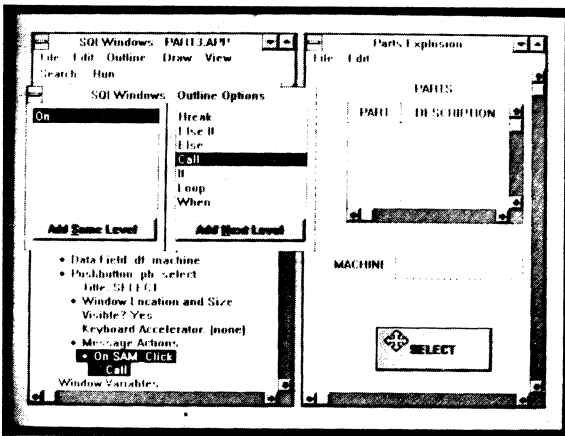 SQLWindows PART3.APP
File Edit Outline Draw View
Search Run
SQLWindows Outline Options
On
Break
Else If
Else
Call
If
Loop
When
Add Same Level
Add Next Level
Data Field: df_machine
Pushbutton: pb_select
Title: SELECT
Window Location and Size
Visible? Yes
Keyboard Accelerator: (none)
Message Actions
On SAM_Click
Call
Window Variables
Parts Explosion
File Edit
PARTS
PART DESCRIPTION
MACHINE
SELECT